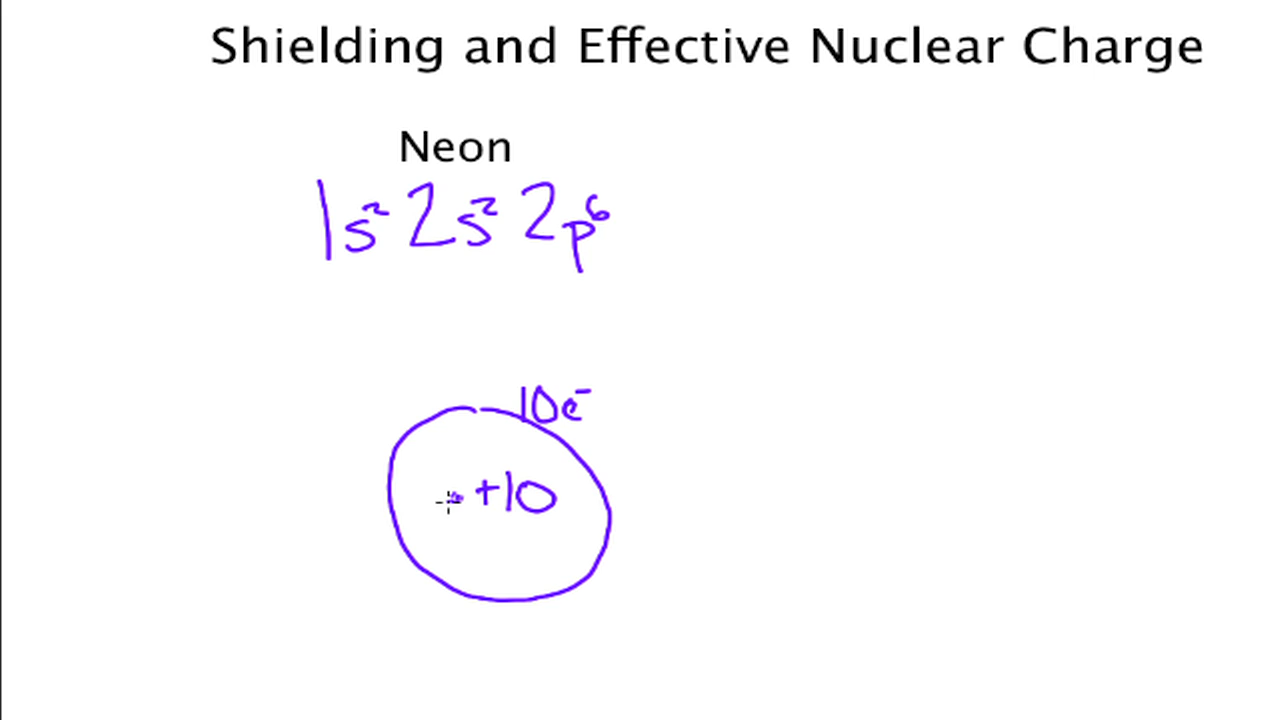 Shielding and Effective Nuclear Charge
Neon
1s² 2s² 2p⁶
10e⁻
+10